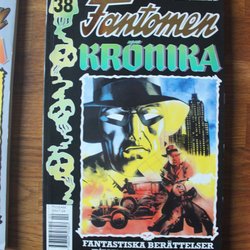 38
Fantomen
KRÖNIKA
FANTASTISKA BERÄTTELSER